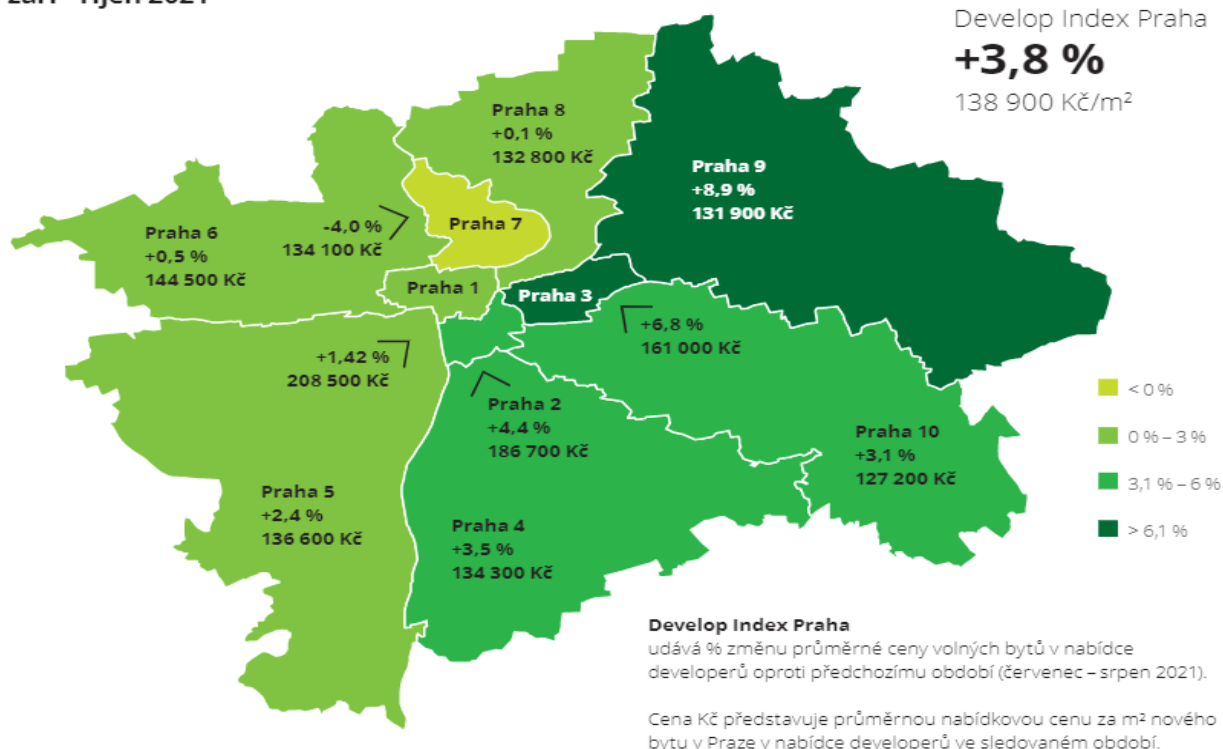 září - říjen 2021
Develop Index Praha
+3,8 %
138 900 Kč/m²
Praha 8
+0,1 %
132 800 Kč
Praha 9
+8,9 %
131 900 Kč
Praha 7
-4,0 %
134 100 Kč
Praha 6
+0,5 %
144 500 Kč
Praha 1
+1,42 %
208 500 Kč
Praha 3
+6,8 %
161 000 Kč
Praha 2
+4,4 %
186 700 Kč
Praha 10
+3,1 %
127 200 Kč
Praha 5
+2,4 %
136 600 Kč
Praha 4
+3,5 %
134 300 Kč
< 0 %
0 % – 3 %
3,1 % – 6 %
> 6,1 %
Develop Index Praha
udává % změnu průměrné ceny volných bytů v nabídce
developerů oproti předchozímu období (červenec – srpen 2021).
Cena Kč představuje průměrnou nabídkovou cenu za m² nového
bytu v Praze v nabídce developerů ve sledovaném období.